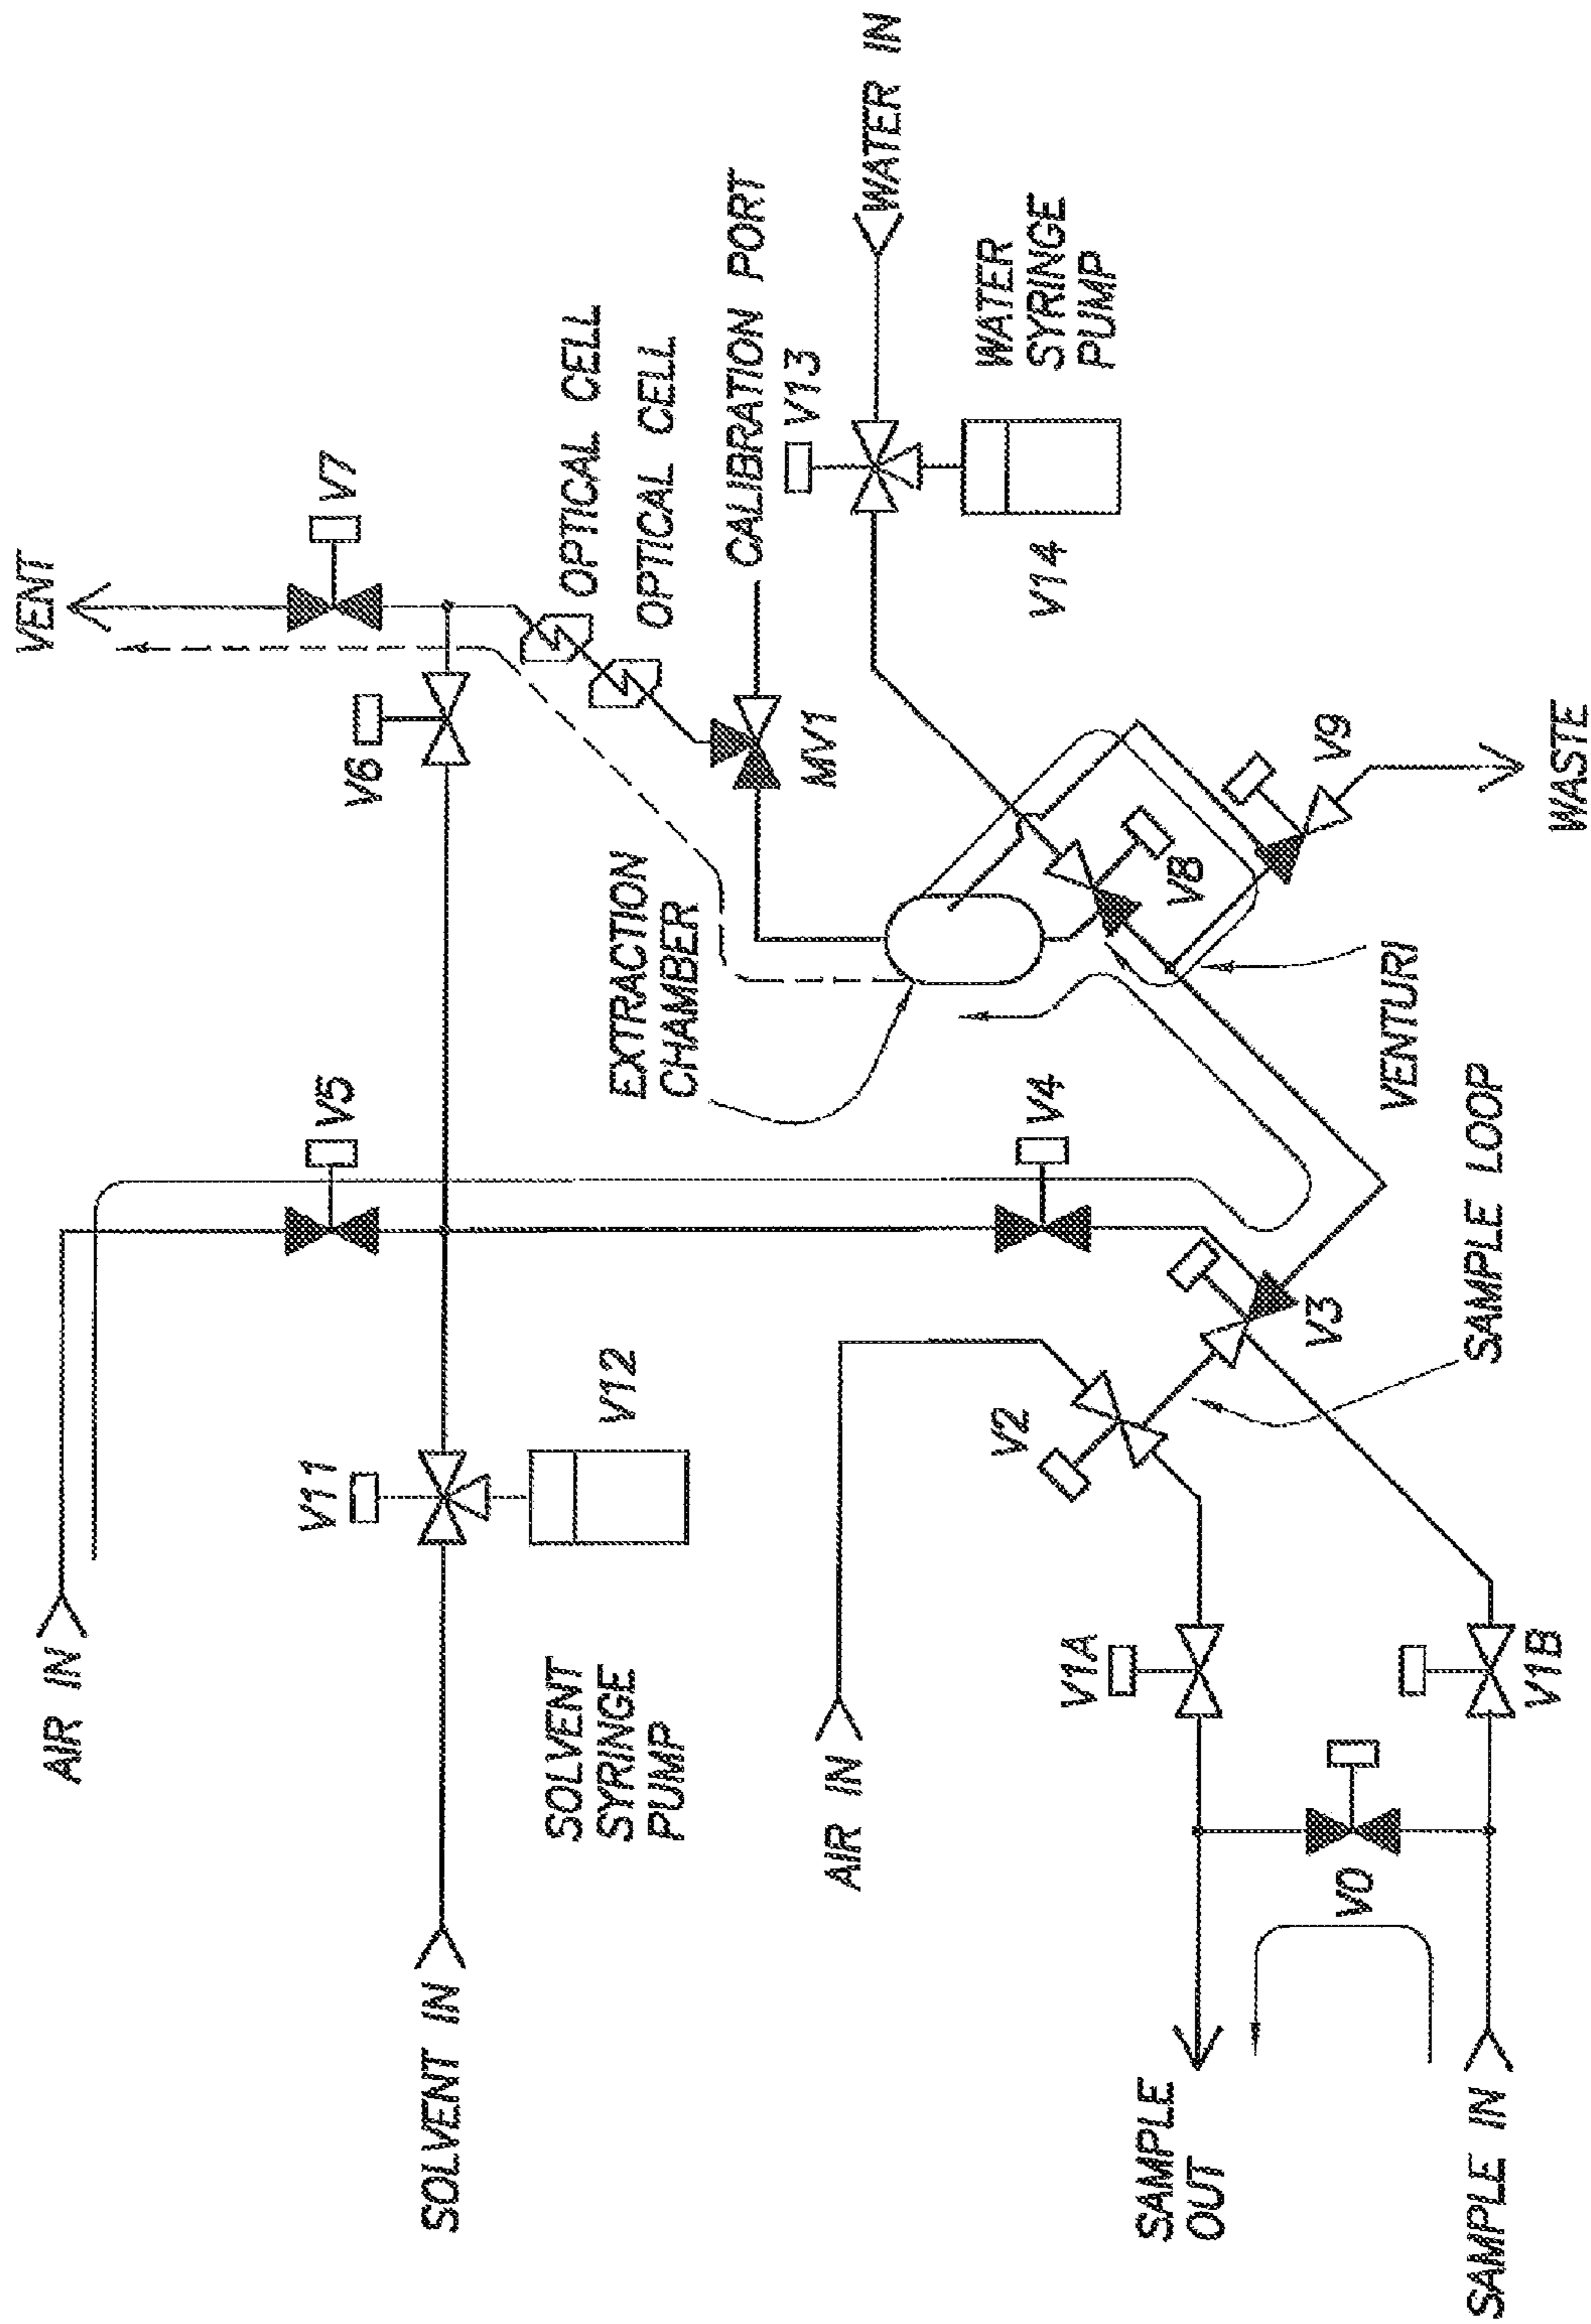 VENT
V7
V6
OPTICAL CELL
OPTICAL CELL
CALIBRATION PORT
MV1
V13
WATER IN
WATER
SYRINGE
PUMP
V14
AIR IN
V5
V11
V12
SOLVENT IN
SOLVENT
SYRINGE
PUMP
EXTRACTION
CHAMBER
V4
V8
V9
WASTE
VENTURI
AIR IN
V2
V3
SAMPLE LOOP
V1A
V1B
V0
SAMPLE
OUT
SAMPLE IN